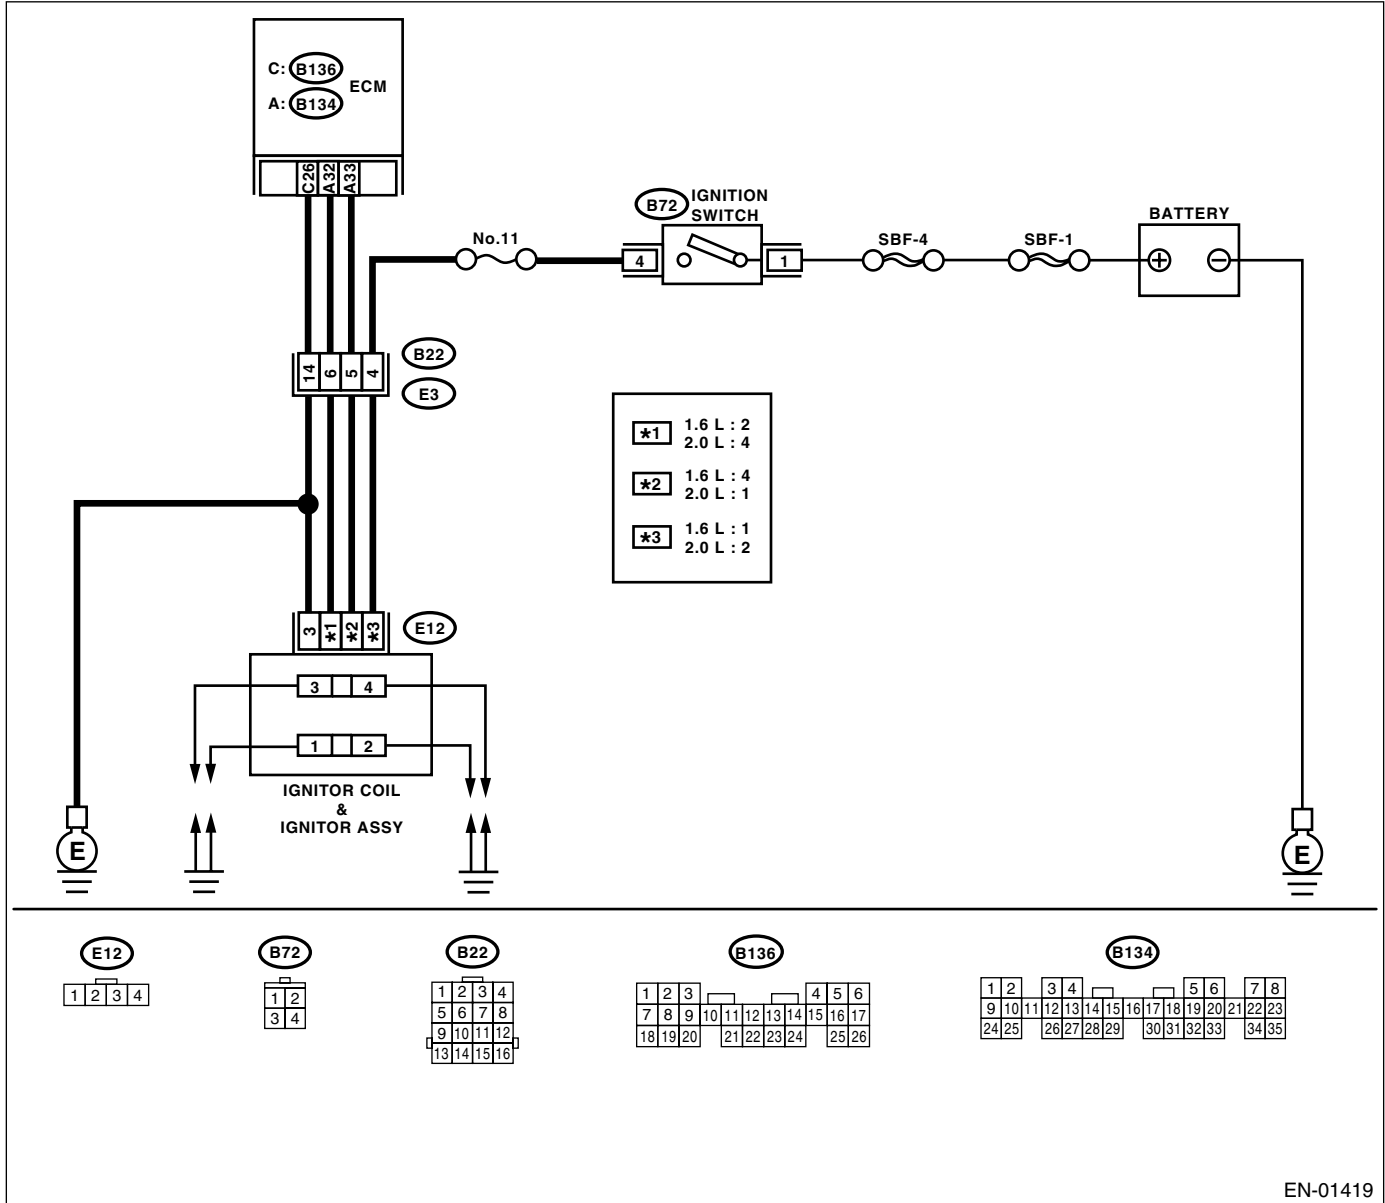 C: B136
ECM
A: B134
C26 A32 A33
B72 IGNITION
SWITCH
BATTERY
No.11
SBF-4
SBF-1
4
1
+ −
14 6 5 4
B22
E3
*1 1.6 L : 2
2.0 L : 4
*2 1.6 L : 4
2.0 L : 1
*3 1.6 L : 1
2.0 L : 2
3 *1 *2 *3
E12
3 4
1 2
IGNITOR COIL
&
IGNITOR ASSY
E
E
E12
1 2 3 4
B72
1 2
3 4
B22
1 2 3 4
5 6 7 8
9 10 11 12
13 14 15 16
B136
1 2 3 4 5 6
7 8 9 10 11 12 13 14 15 16 17
18 19 20 21 22 23 24 25 26
B134
1 2 3 4 5 6 7 8
9 10 11 12 13 14 15 16 17 18 19 20 21 22 23
24 25 26 27 28 29 30 31 32 33 34 35
EN-01419